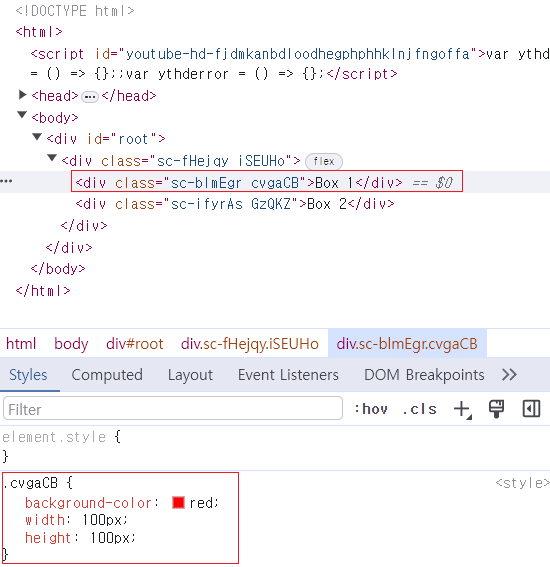 <!DOCTYPE html>
<html>
<script id="youtube-hd-fjdmkanbdloodhegphphhklnjfngoffa">var ythd
= () => {};;var ythderror = () => {};</script>
<head>…</head>
<body>
<div id="root">
<div class="sc-fHejqy iSEUHo"> flex
… <div class="sc-blmEgr cvgaCB">Box 1</div> == $0
<div class="sc-ifyrAs GzQKZ">Box 2</div>
</div>
</div>
</body>
</html>
html body div#root div.sc-fHejqy.iSEUHo div.sc-blmEgr.cvgaCB
Styles Computed Layout Event Listeners DOM Breakpoints
Filter :hov .cls
element.style {
}
.cvgaCB { <style>
background-color: red;
width: 100px;
height: 100px;
}